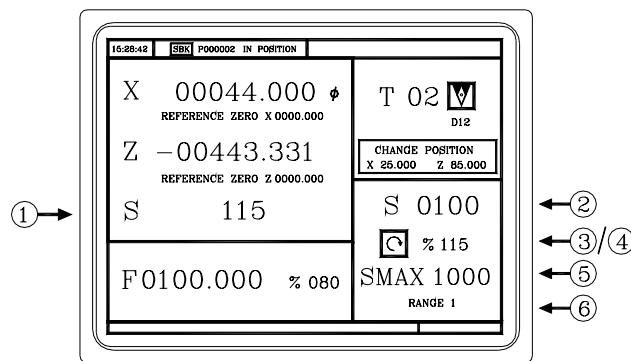 15:28:42 SBK P000002 IN POSITION
X 00044.000 ø
REFERENCE ZERO X 0000.000
Z -00443.331
REFERENCE ZERO Z 0000.000
S 115
F0100.000 % 080
T 02
D12
CHANGE POSITION
X 25.000 Z 85.000
S 0100
% 115
SMAX 1000
RANGE 1
1
2
3/4
5
6